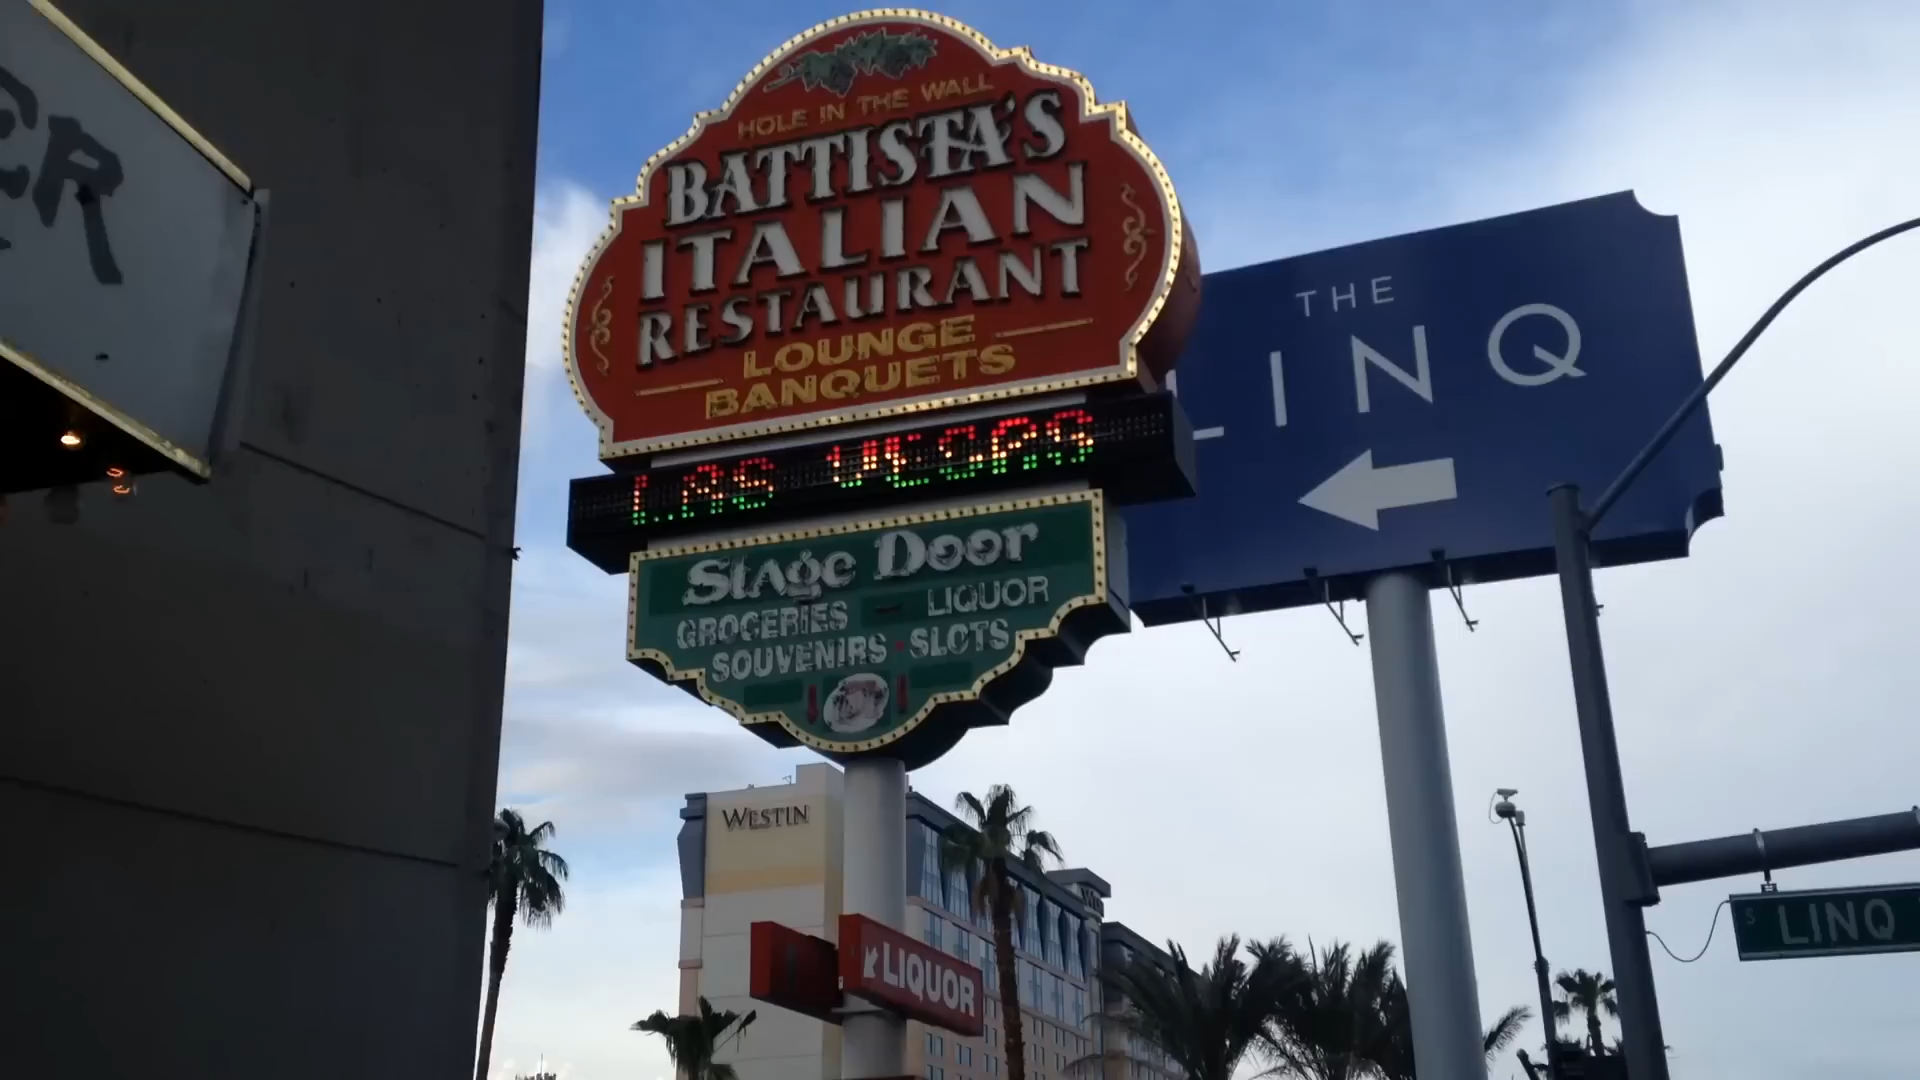 ER
HOLE IN THE WALL
BATTISTA'S
ITALIAN
RESTAURANT
LOUNGE
BANQUETS
LAS VEGAS
Stage Door
GROCERIES LIQUOR
SOUVENIRS • SLOTS
THE
LINQ
WESTIN
LIQUOR
S LINQ